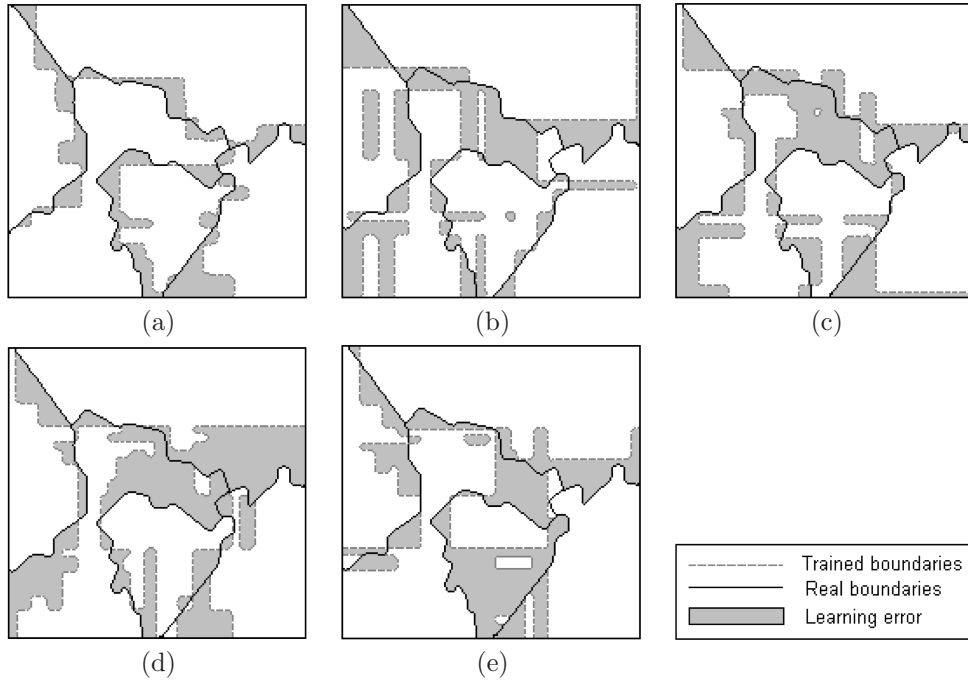 (a)
(b)
(c)
(d)
(e)
Trained boundaries
Real boundaries
Learning error